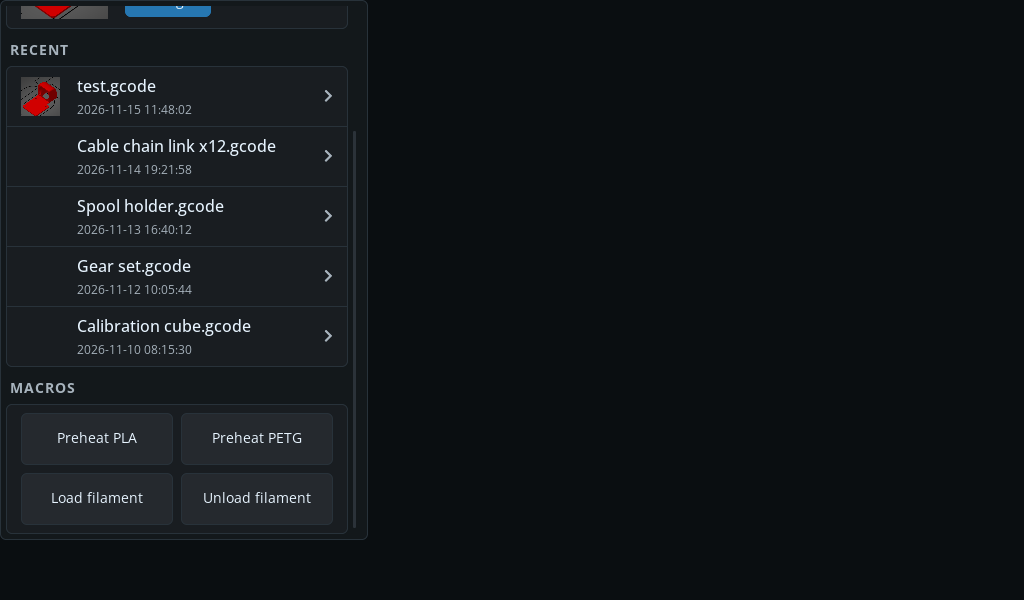 RECENT
test.gcode
2026-11-15 11:48:02
Cable chain link x12.gcode
2026-11-14 19:21:58
Spool holder.gcode
2026-11-13 16:40:12
Gear set.gcode
2026-11-12 10:05:44
Calibration cube.gcode
2026-11-10 08:15:30
MACROS
Preheat PLA
Preheat PETG
Load filament
Unload filament